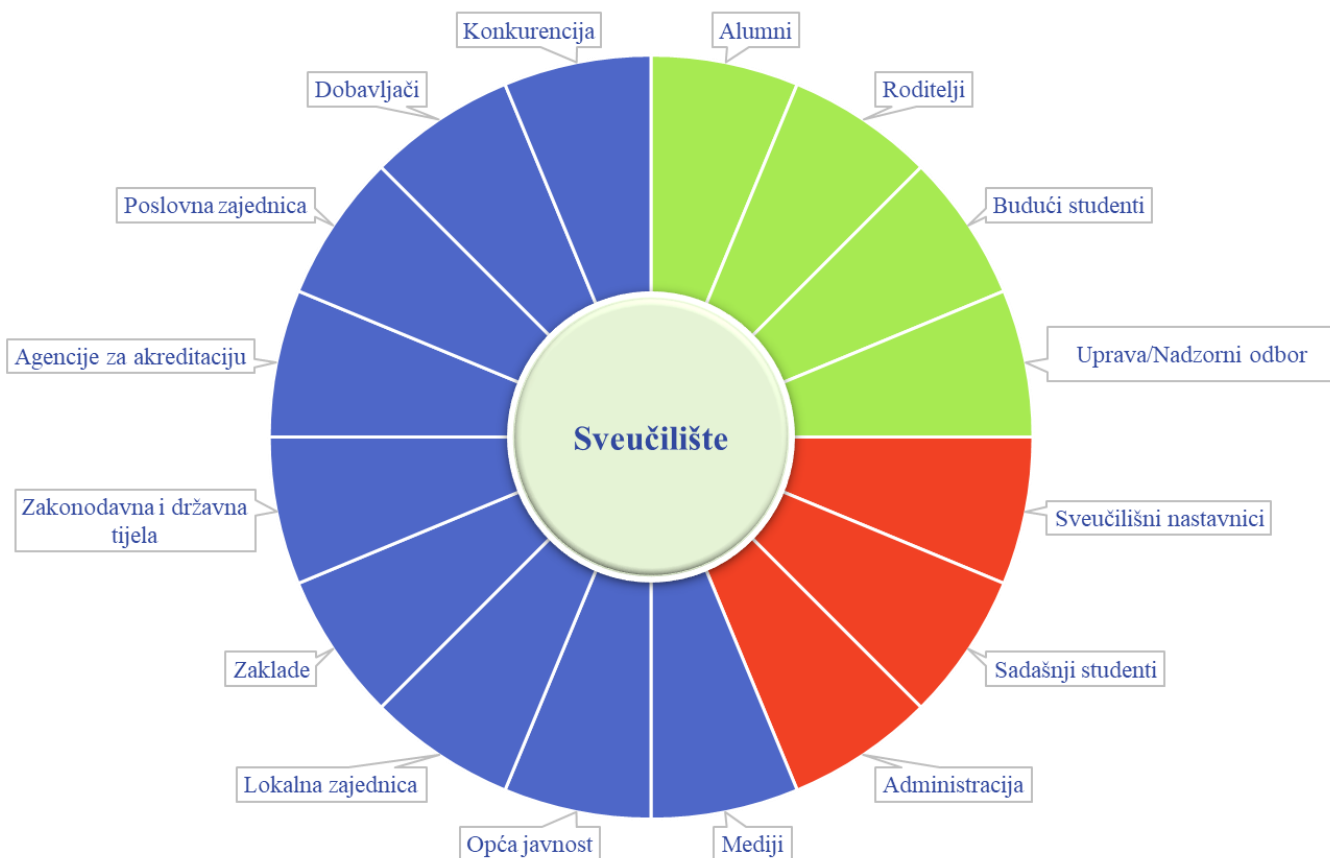 Konkurencija
Alumni
Dobavljači
Roditelji
Poslovna zajednica
Budući studenti
Agencije za akreditaciju
Uprava/Nadzorni odbor
Sveučilište
Zakonodavna i državna
tijela
Sveučilišni nastavnici
Zaklade
Sadašnji studenti
Lokalna zajednica
Administracija
Opća javnost
Mediji